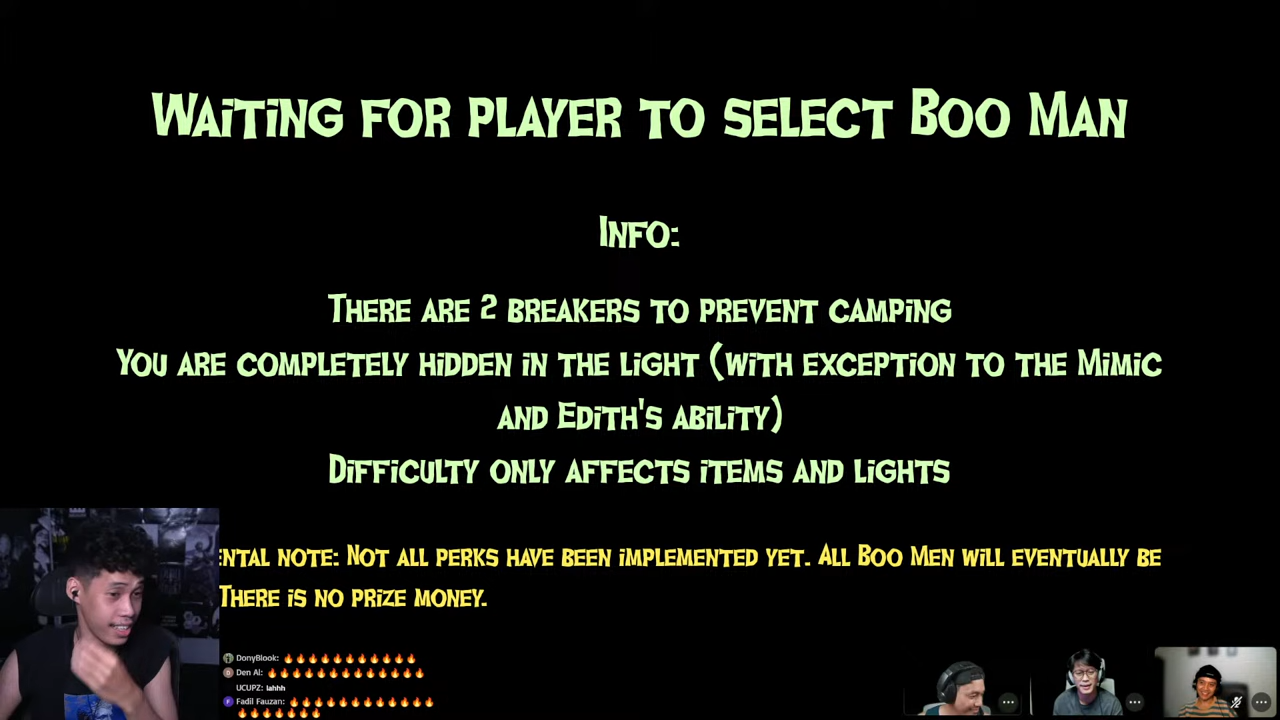 Waiting for player to select Boo Man
Info:
There are 2 breakers to prevent camping
You are completely hidden in the light (with exception to the Mimic
and Edith's ability)
Difficulty only affects items and lights
ental note: Not all perks have been implemented yet. All Boo Men will eventually be
There is no prize money.
DonyBlook: 🔥🔥🔥🔥🔥🔥🔥🔥🔥🔥🔥
Den Al: 🔥🔥🔥🔥🔥🔥🔥🔥🔥🔥🔥🔥🔥
UCUPZ: lahhh
Fadil Fauzan: 🔥🔥🔥🔥🔥🔥🔥🔥🔥🔥🔥🔥
🔥🔥🔥🔥🔥🔥🔥